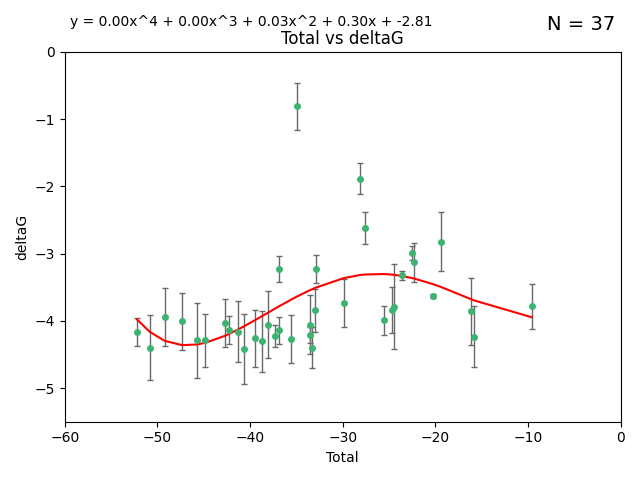 y = 0.00x^4 + 0.00x^3 + 0.03x^2 + 0.30x + -2.81
N = 37
Total vs deltaG
0
−1
−2
−3
−4
−5
deltaG
−60 −50 −40 −30 −20 −10 0
Total